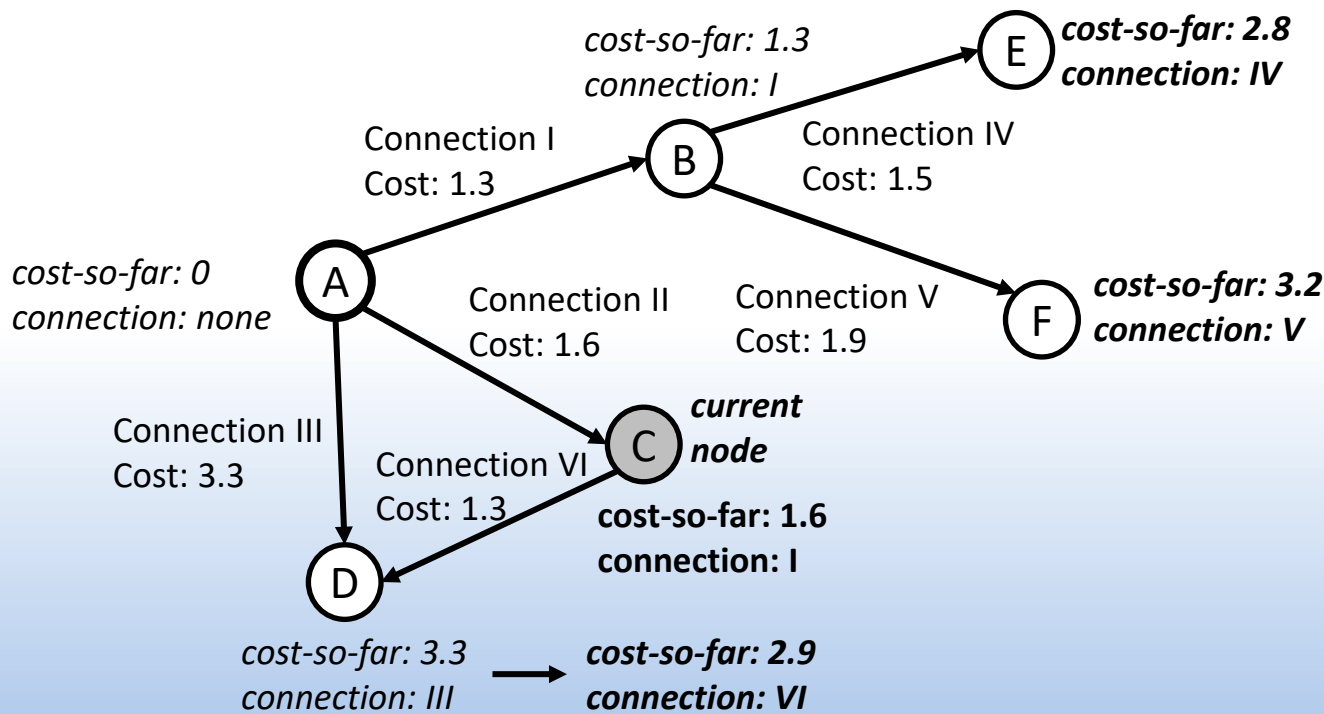 cost-so-far: 1.3
connection: I
E
cost-so-far: 2.8
connection: IV
Connection I
Cost: 1.3
B
Connection IV
Cost: 1.5
cost-so-far: 0
connection: none
A
Connection II
Cost: 1.6
Connection V
Cost: 1.9
F
cost-so-far: 3.2
connection: V
Connection III
Cost: 3.3
Connection VI
Cost: 1.3
C
current
node
cost-so-far: 1.6
connection: I
D
cost-so-far: 3.3
connection: III
cost-so-far: 2.9
connection: VI